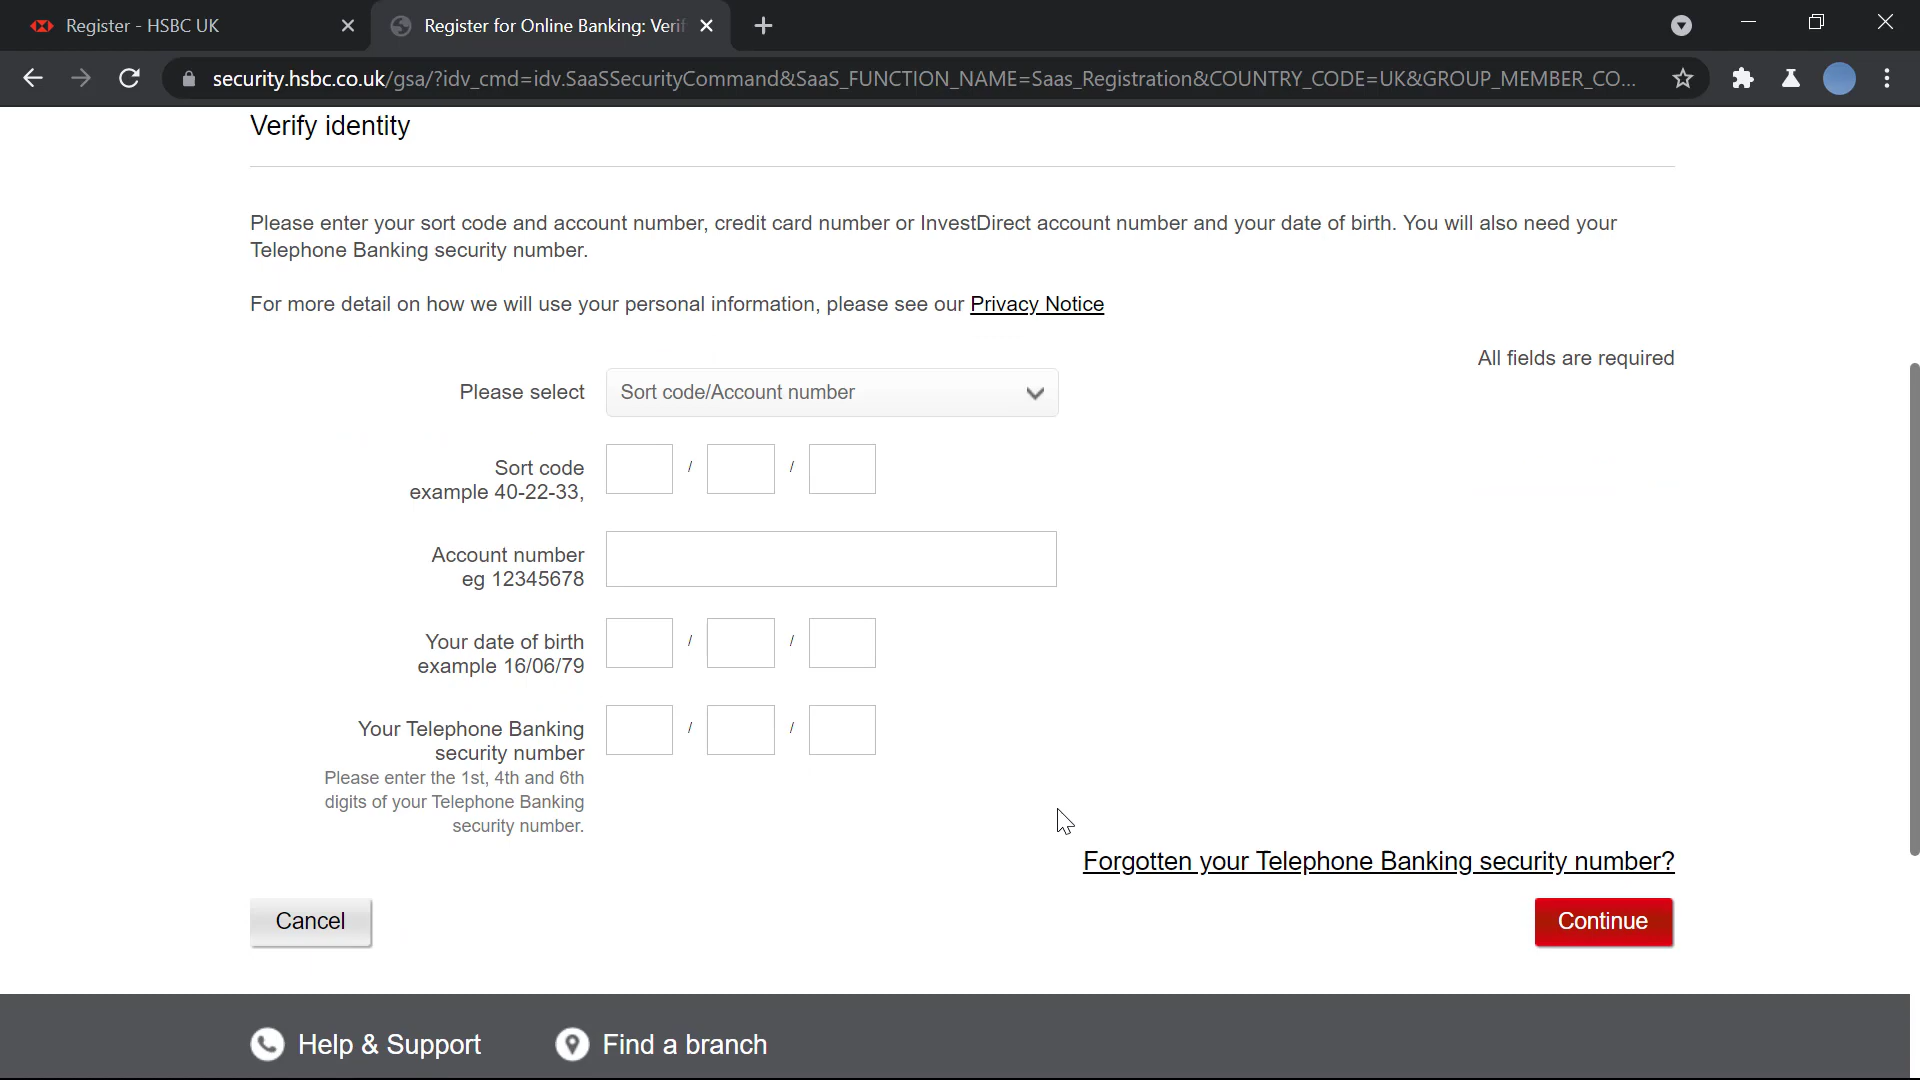 Register - HSBC UK
Register for Online Banking: Verif
security.hsbc.co.uk/gsa/?idv_cmd=idv.SaaSSecurityCommand&SaaS_FUNCTION_NAME=Saas_Registration&COUNTRY_CODE=UK&GROUP_MEMBER_CO...
Verify identity
Please enter your sort code and account number, credit card number or InvestDirect account number and your date of birth. You will also need your
Telephone Banking security number.
For more detail on how we will use your personal information, please see our Privacy Notice
All fields are required
Please select
Sort code/Account number
Sort code
example 40-22-33,
/ /
Account number
eg 12345678
Your date of birth
example 16/06/79
/ /
Your Telephone Banking
security number
/ /
Please enter the 1st, 4th and 6th
digits of your Telephone Banking
security number.
Forgotten your Telephone Banking security number?
Cancel
Continue
Help & Support
Find a branch